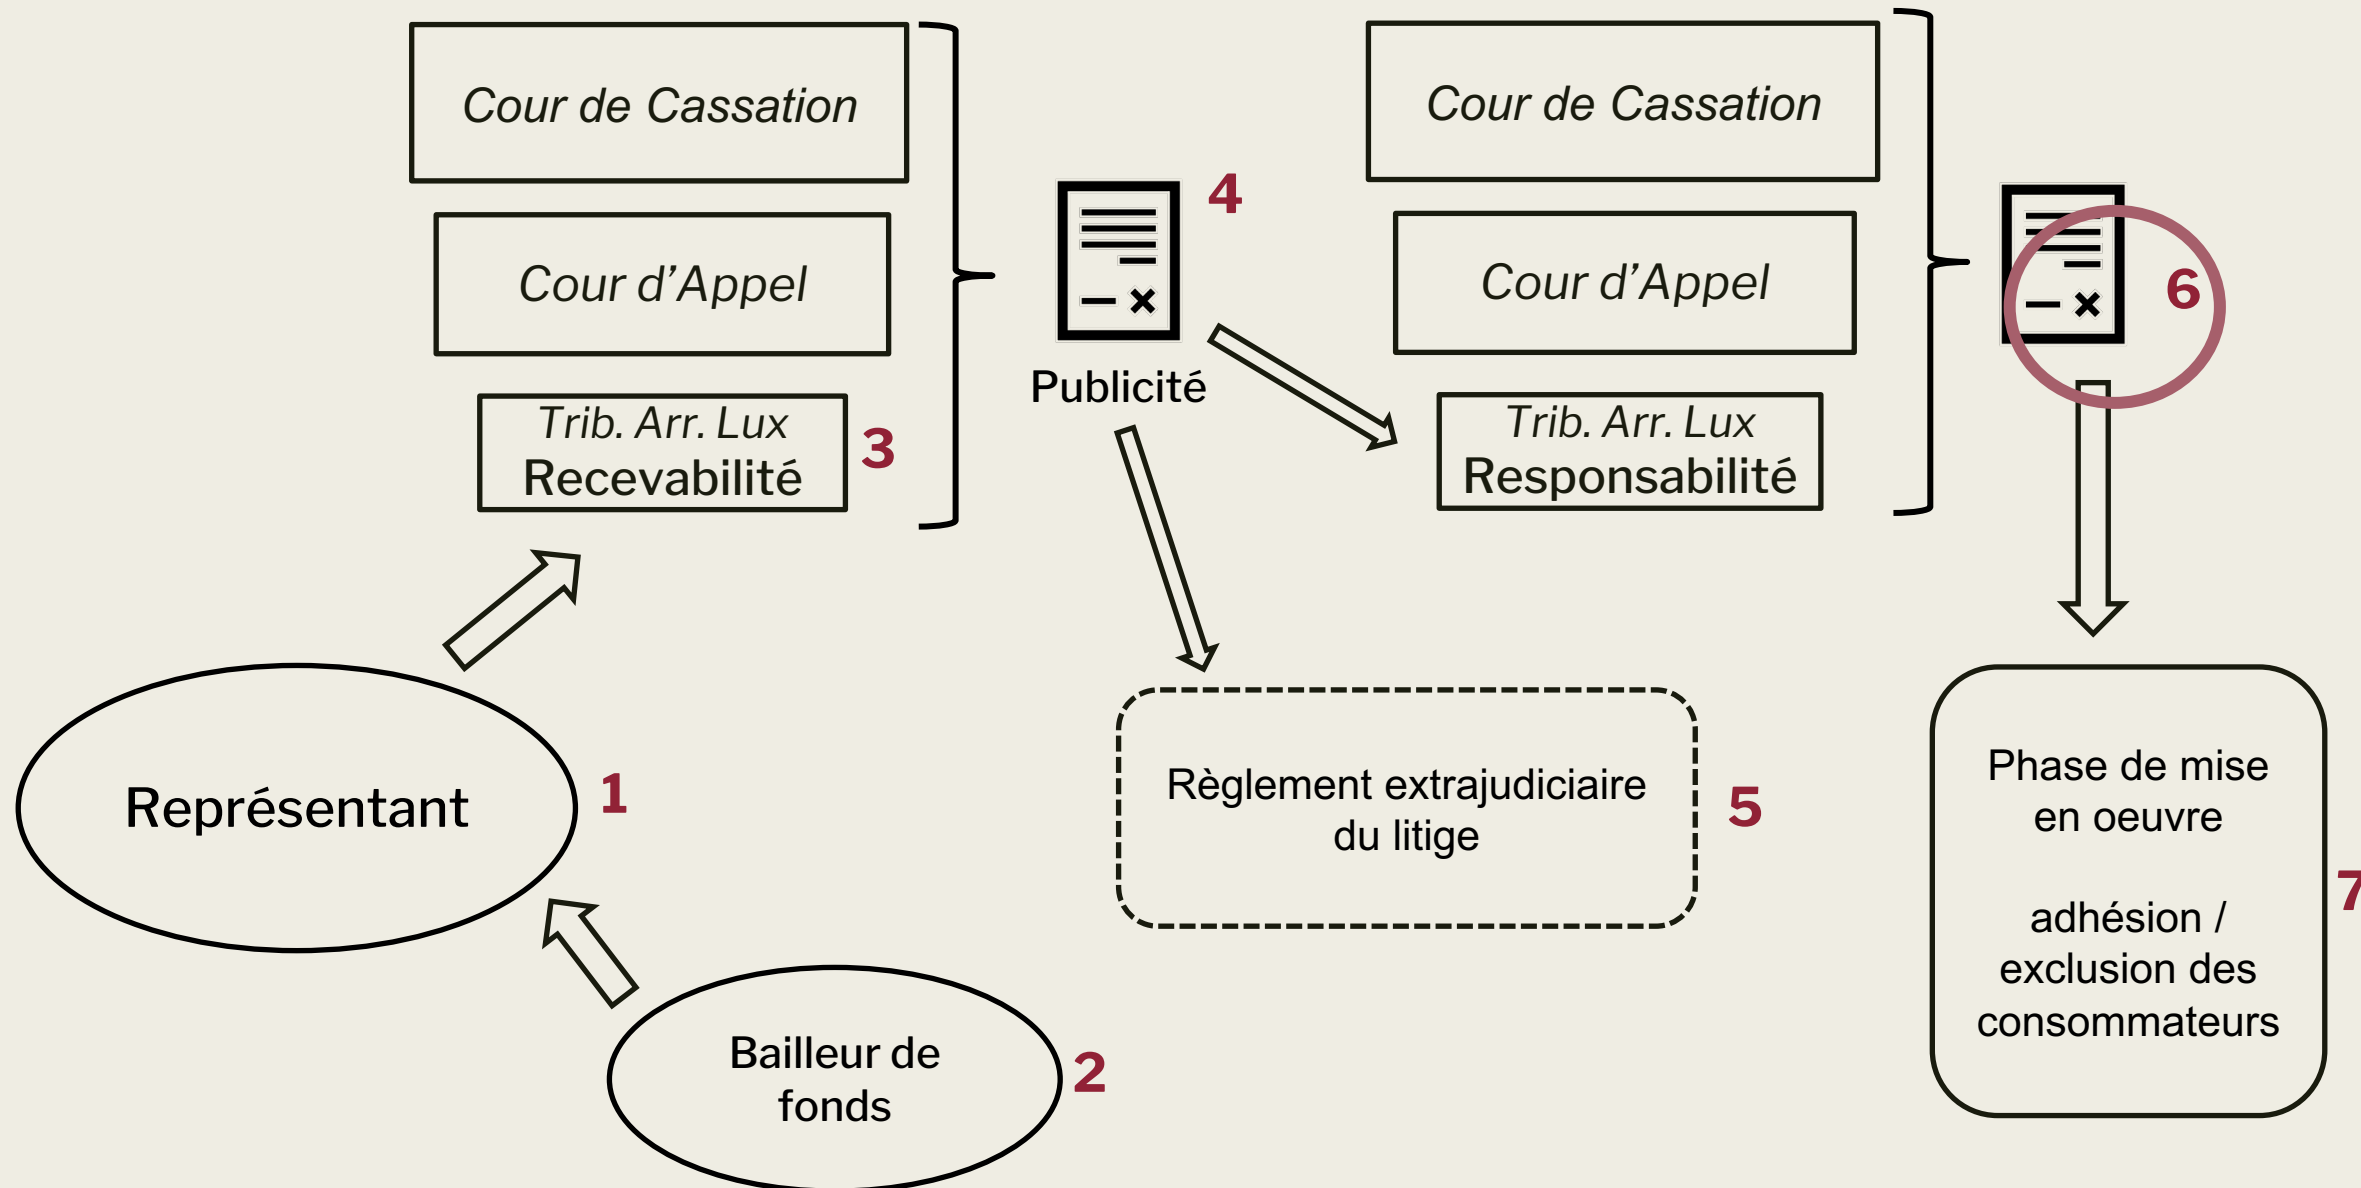 Cour de Cassation
Cour d’Appel
Trib. Arr. Lux
Recevabilité
3
4
Publicité
Cour de Cassation
Cour d’Appel
Trib. Arr. Lux
Responsabilité
6
Représentant
1
Bailleur de
fonds
2
Règlement extrajudiciaire
du litige
5
Phase de mise
en oeuvre
adhésion /
exclusion des
consommateurs
7